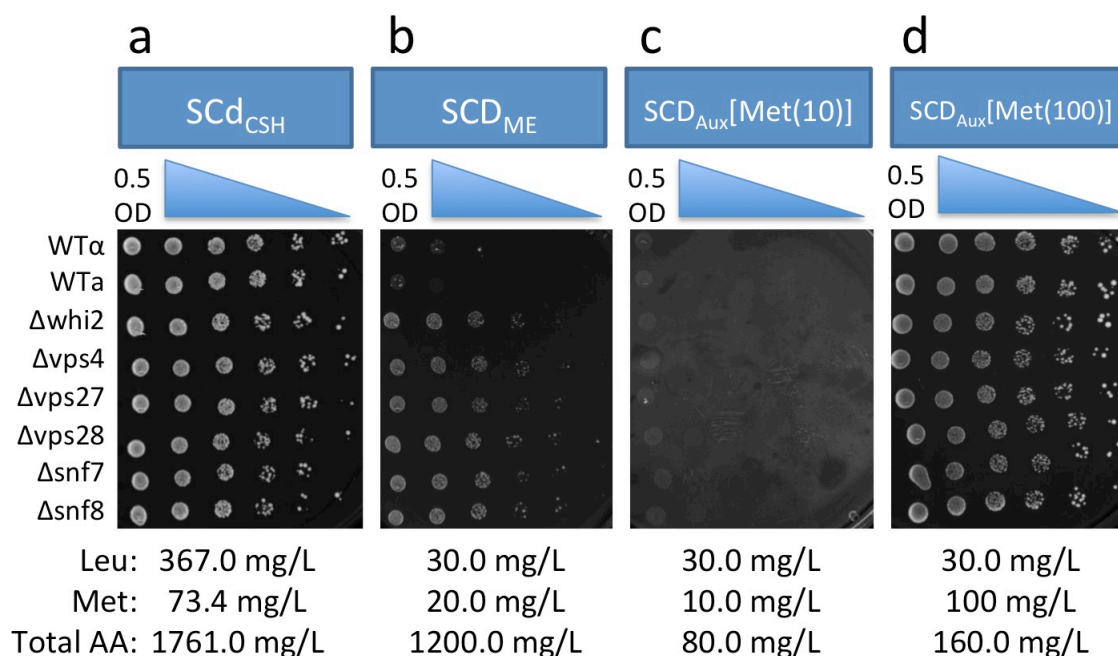 a b c d
SCd_CSH SCD_ME SCD_Aux[Met(10)] SCD_Aux[Met(100)]
0.5 0.5 0.5 0.5
OD OD OD OD
WTα
WTa
Δwhi2
Δvps4
Δvps27
Δvps28
Δsnf7
Δsnf8
Leu: 367.0 mg/L 30.0 mg/L 30.0 mg/L 30.0 mg/L
Met: 73.4 mg/L 20.0 mg/L 10.0 mg/L 100 mg/L
Total AA: 1761.0 mg/L 1200.0 mg/L 80.0 mg/L 160.0 mg/L